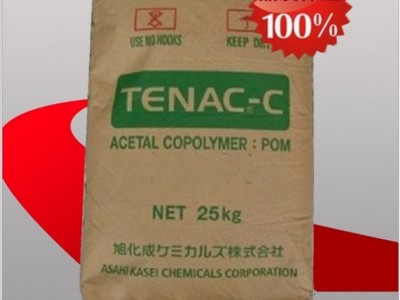 100%
USE NO HOOKS
KEEP DRY
TENAC-C
ACETAL COPOLYMER : POM
NET 25kg
旭化成ケミカルズ株式会社
ASAHI KASEI CHEMICALS CORPORATION